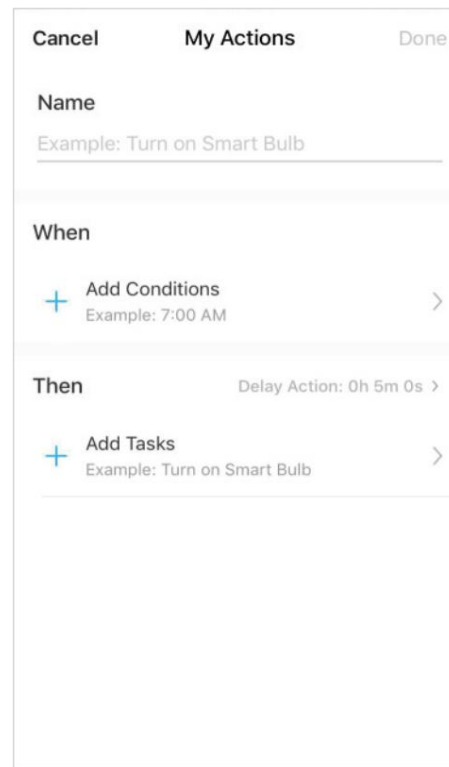 Cancel My Actions Done
Name
Example: Turn on Smart Bulb
When
Add Conditions
Example: 7:00 AM
Then Delay Action: 0h 5m 0s >
Add Tasks
Example: Turn on Smart Bulb